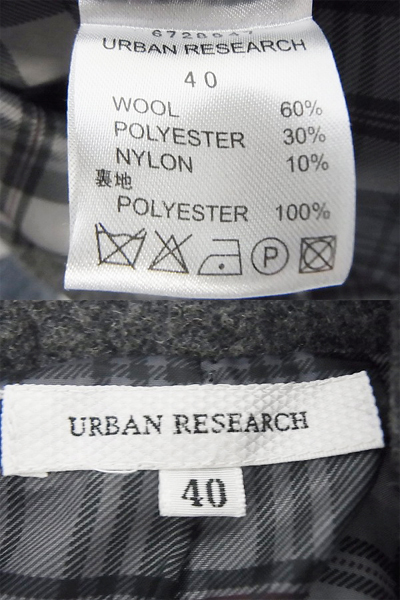 URBAN RESEARCH
40
WOOL 60%
POLYESTER 30%
NYLON 10%
裏地
POLYESTER 100%
P
URBAN RESEARCH
40